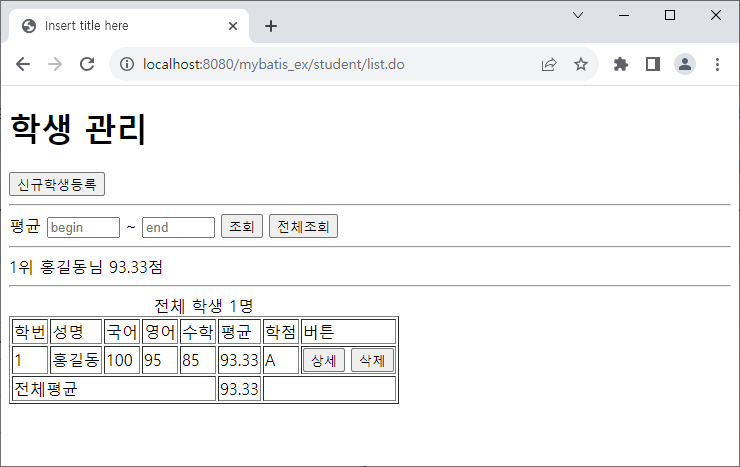 Insert title here
localhost:8080/mybatis_ex/student/list.do
학생 관리
신규학생등록
평균 begin ~ end 조회 전체조회
1위 홍길동님 93.33점
전체 학생 1명
학번 성명 국어 영어 수학 평균 학점 버튼
1 홍길동 100 95 85 93.33 A 상세 삭제
전체평균 93.33